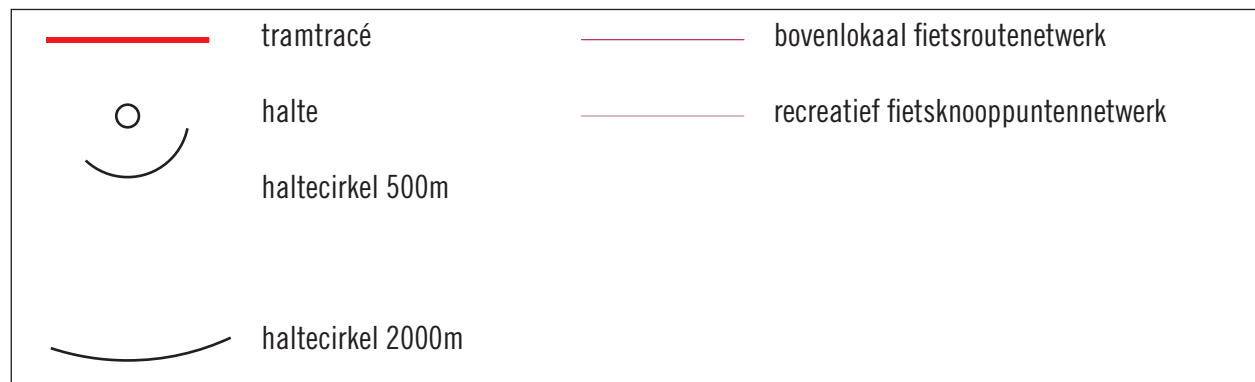 tramtracé
halte
haltecirkel 500m
haltecirkel 2000m
bovenlokaal fietsroutenetwerk
recreatief fietsknooppuntennetwerk